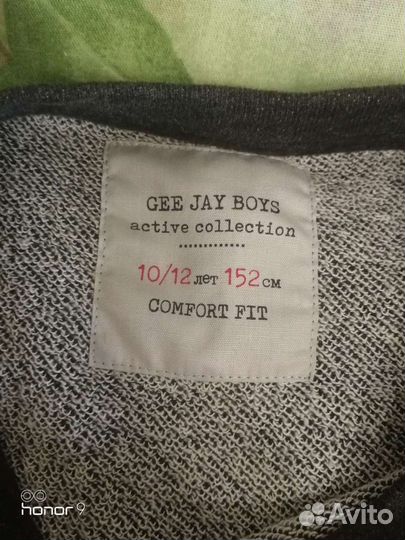 GEE JAY BOYS
active collection
.............
10/12 лет 152 см
COMFORT FIT
honor 9
Avito